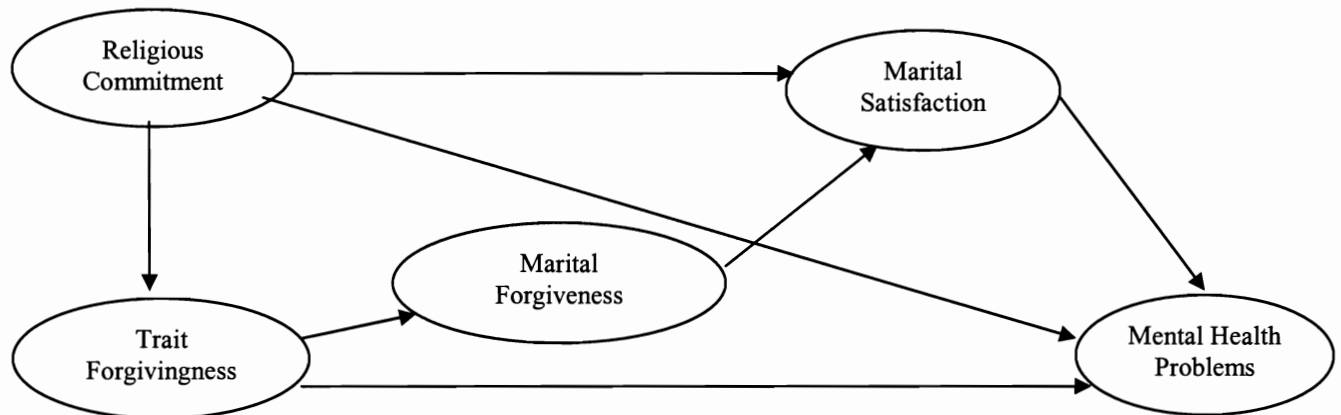 Religious
Commitment
Marital
Satisfaction
Marital
Forgiveness
Trait
Forgivingness
Mental Health
Problems